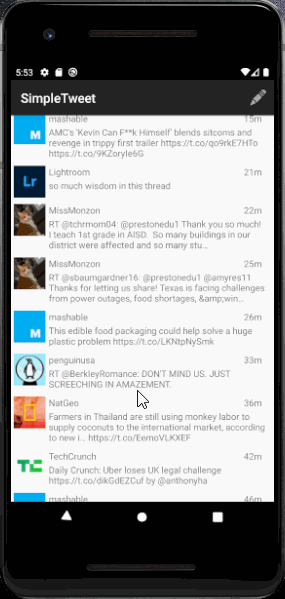 5:53
SimpleTweet
mashable 15m
AMC's 'Kevin Can F**k Himself' blends sitcoms and
revenge in trippy first trailer https://t.co/qo9rkE7HTo
https://t.co/9KZoryIe6G
Lightroom 21m
so much wisdom in this thread
MissMonzon 22m
RT @tchrmom04: @prestonedu1 Thank you so much!
I teach 1st grade in AISD. So many buildings in our
district were affected and so many stu...
MissMonzon 25m
RT @sbaumgardner16: @prestonedu1 @amyres11
Thanks for letting us share! Texas is facing challenges
from power outages, food shortages, &amp;win...
mashable 26m
This edible food packaging could help solve a huge
plastic problem https://t.co/LKNtpNySmk
penguinusa 33m
RT @BerkleyRomance: DON'T MIND US. JUST
SCREECHING IN AMAZEMENT.
NatGeo 36m
Farmers in Thailand are still using monkey labor to
supply coconuts to the international market, according
to new i... https://t.co/EemoVLKXEF
TechCrunch 42m
Daily Crunch: Uber loses UK legal challenge
https://t.co/dikGdEZCuf by @anthonyha
mashable 46m